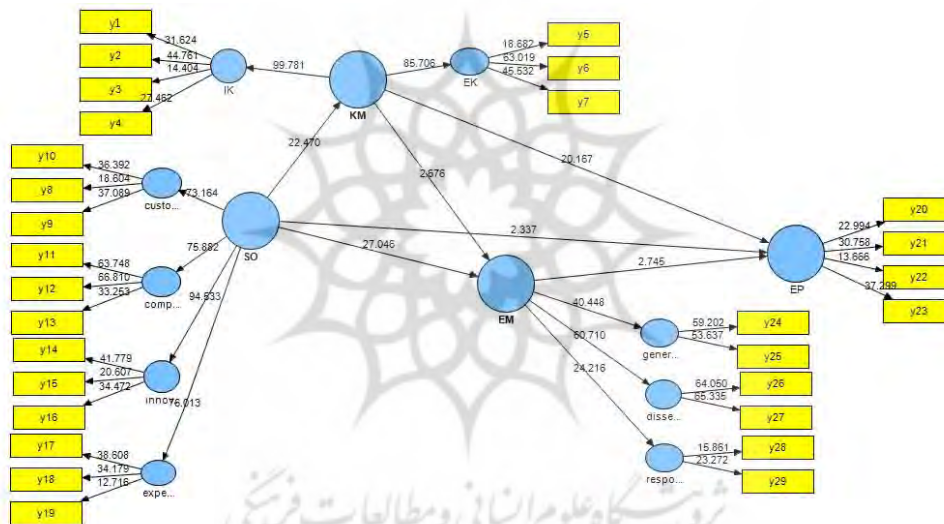 y1
31.624
y2
44.761
y3
14.404
y4
27.462
IK
99.781
KM
85.706
EK
18.882
y5
63.019
y6
45.532
y7
22.470
2.676
20.167
y10
36.392
y8
18.604
y9
37.089
custo...
73.164
SO
y11
63.748
y12
66.810
y13
33.253
comp...
75.882
27.046
2.337
EM
2.745
EP
22.994
y20
30.758
y21
13.666
y22
37.299
y23
y14
41.779
y15
20.607
y16
34.472
innov...
94.533
y17
38.608
y18
34.179
y19
12.716
expe...
76.013
40.448
gener...
59.202
y24
53.637
y25
60.710
disse...
64.050
y26
65.335
y27
24.216
respo...
15.861
y28
23.272
y29
پژوهشگاه علوم انسانی و مطالعات فرهنگی